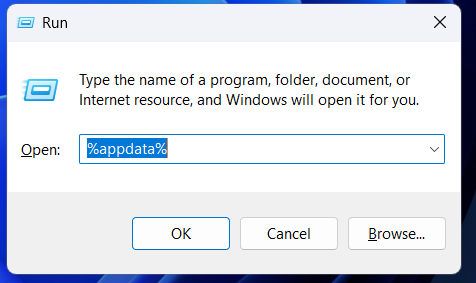 Run
Type the name of a program, folder, document, or
Internet resource, and Windows will open it for you.
Open: %appdata%
OK Cancel Browse...